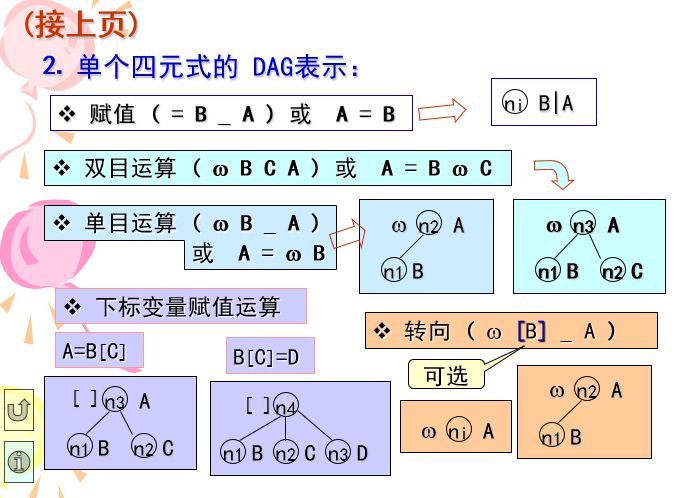 (接上页)
2. 单个四元式的 DAG表示：
❖ 赋值 ( = B _ A ) 或 A = B
ni B|A
❖ 双目运算 ( ω B C A ) 或 A = B ω C
❖ 单目运算 ( ω B _ A )
或 A = ω B
ω n2 A
n1 B
ω n3 A
n1 B n2 C
❖ 下标变量赋值运算
❖ 转向 ( ω [B] _ A )
A=B[C]
B[C]=D
可选
[ ] n3 A
n1 B n2 C
[ ] n4
n1 B n2 C n3 D
ω ni A
ω n2 A
n1 B
i